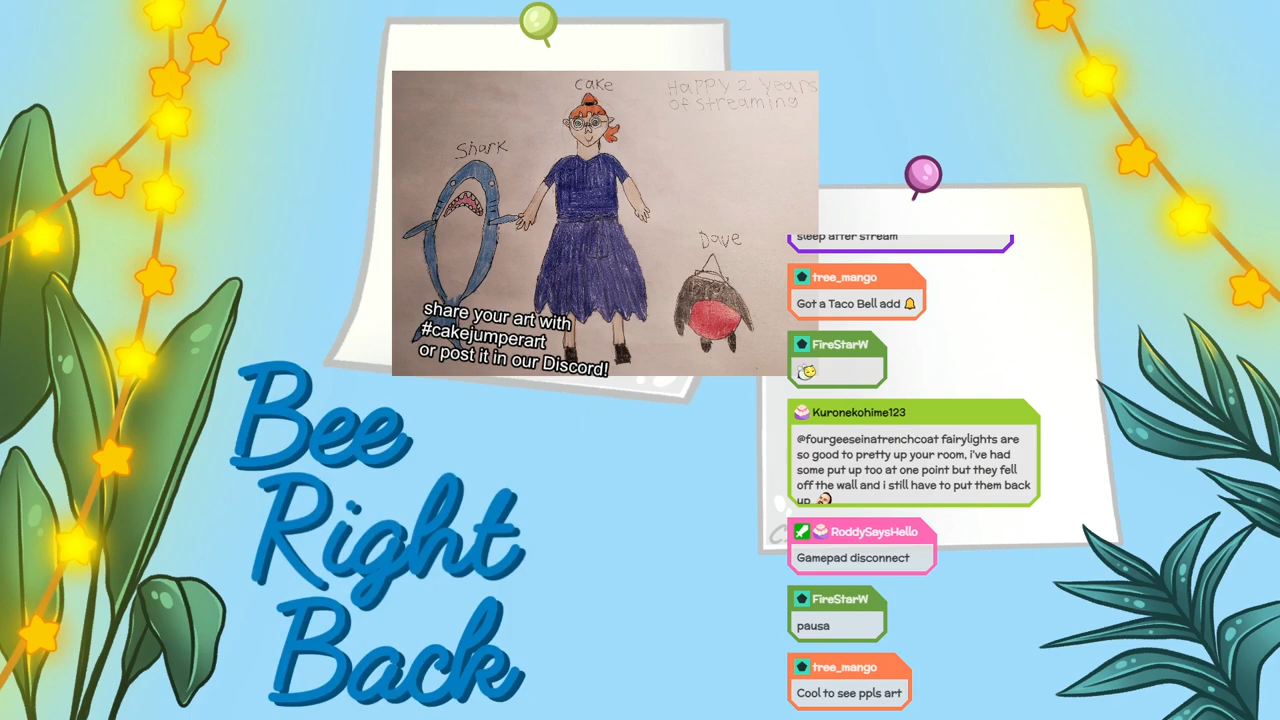 cake
Happy 2 years
of streaming
Shark
Dave
share your art with
#cakejumperart
or post it in our Discord!
Bee
Right
Back
sleep after stream
tree_mango
Got a Taco Bell add
FireStarW
Kuronekohime123
@fourgeeseinatrenchcoat fairylights are
so good to pretty up your room, i've had
some put up too at one point but they fell
off the wall and i still have to put them back
up
RoddySaysHello
Gamepad disconnect
FireStarW
pausa
tree_mango
Cool to see ppls art